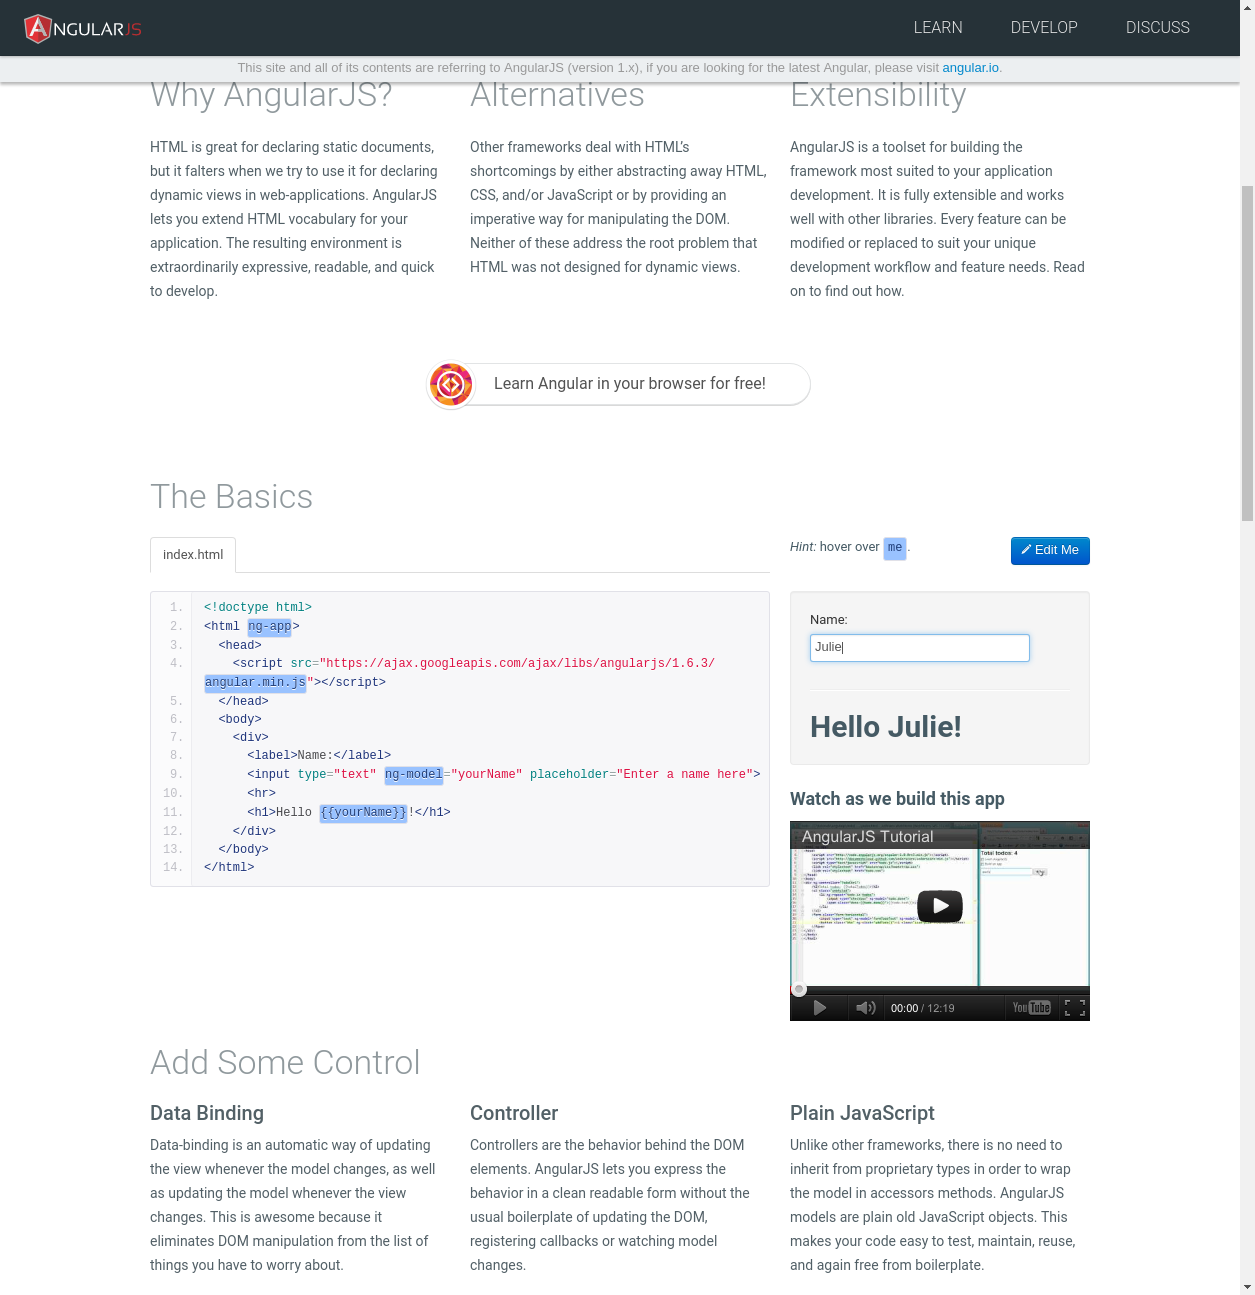 ANGULARJS
LEARN
DEVELOP
DISCUSS
This site and all of its contents are referring to AngularJS (version 1.x), if you are looking for the latest Angular, please visit angular.io.
Why AngularJS?
HTML is great for declaring static documents,
but it falters when we try to use it for declaring
dynamic views in web-applications. AngularJS
lets you extend HTML vocabulary for your
application. The resulting environment is
extraordinarily expressive, readable, and quick
to develop.
Alternatives
Other frameworks deal with HTML's
shortcomings by either abstracting away HTML,
CSS, and/or JavaScript or by providing an
imperative way for manipulating the DOM.
Neither of these address the root problem that
HTML was not designed for dynamic views.
Extensibility
AngularJS is a toolset for building the
framework most suited to your application
development. It is fully extensible and works
well with other libraries. Every feature can be
modified or replaced to suit your unique
development workflow and feature needs. Read
on to find out how.
Learn Angular in your browser for free!
The Basics
index.html
1. <!doctype html>
2. <html ng-app>
3. <head>
4. <script src="https://ajax.googleapis.com/ajax/libs/angularjs/1.6.3/
angular.min.js"></script>
5. </head>
6. <body>
7. <div>
8. <label>Name:</label>
9. <input type="text" ng-model="yourName" placeholder="Enter a name here">
10. <hr>
11. <h1>Hello {{yourName}}!</h1>
12. </div>
13. </body>
14. </html>
Hint: hover over me.
Edit Me
Name:
Julie
Hello Julie!
Watch as we build this app
AngularJS Tutorial
Total todos: 4
00:00 / 12:19
YouTube
Add Some Control
Data Binding
Data-binding is an automatic way of updating
the view whenever the model changes, as well
as updating the model whenever the view
changes. This is awesome because it
eliminates DOM manipulation from the list of
things you have to worry about.
Controller
Controllers are the behavior behind the DOM
elements. AngularJS lets you express the
behavior in a clean readable form without the
usual boilerplate of updating the DOM,
registering callbacks or watching model
changes.
Plain JavaScript
Unlike other frameworks, there is no need to
inherit from proprietary types in order to wrap
the model in accessors methods. AngularJS
models are plain old JavaScript objects. This
makes your code easy to test, maintain, reuse,
and again free from boilerplate.